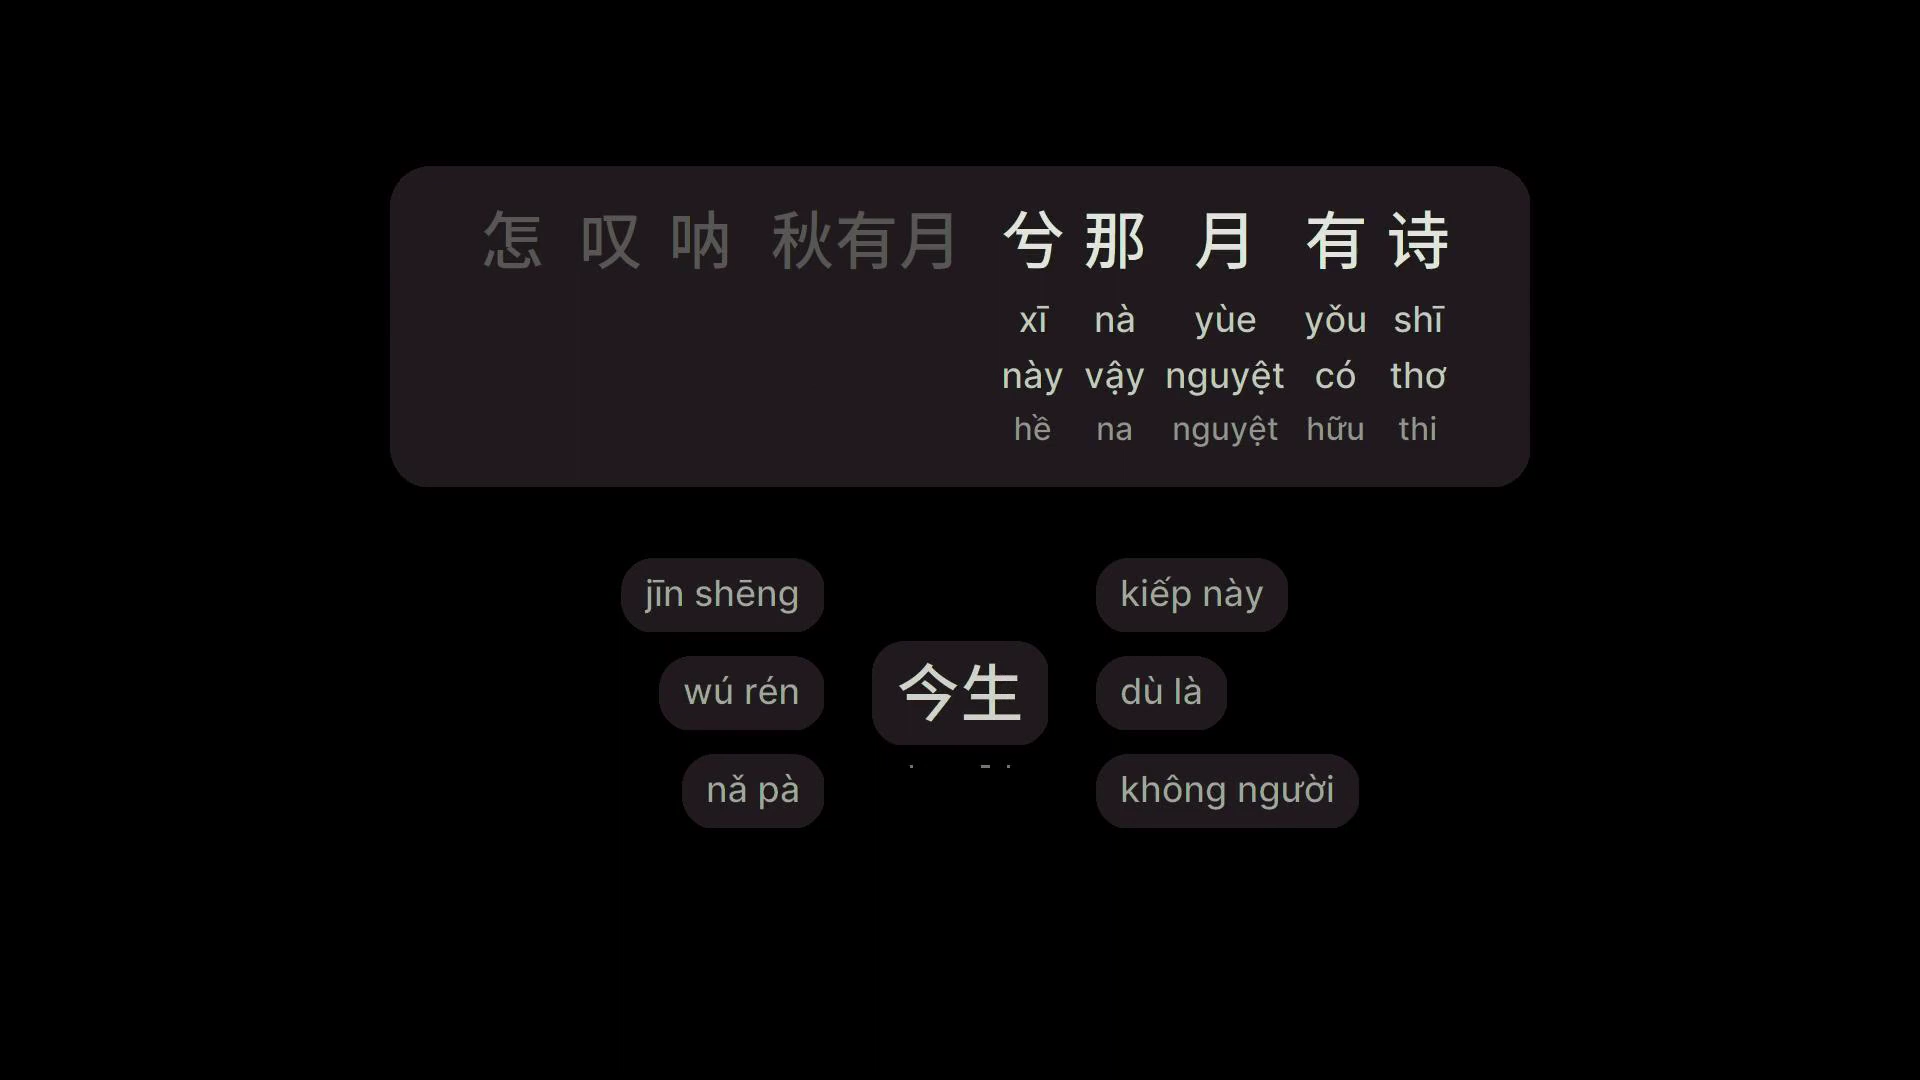 怎 叹 呐 秋有月 兮 那 月 有 诗
xī nà yùe yǒu shī
này vậy nguyệt có thơ
hề na nguyệt hữu thi
jīn shēng
kiếp này
wú rén
今生
dù là
nǎ pà
không người